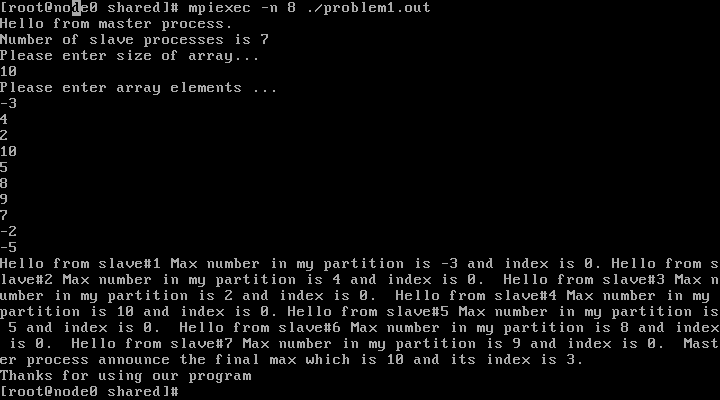 [root@node0 shared]# mpiexec -n 8 ./problem1.out
Hello from master process.
Number of slave processes is 7
Please enter size of array...
10
Please enter array elements ...
-3
4
2
10
5
8
9
7
-2
-5
Hello from slave#1 Max number in my partition is -3 and index is 0. Hello from s
lave#2 Max number in my partition is 4 and index is 0.  Hello from slave#3 Max n
umber in my partition is 2 and index is 0.  Hello from slave#4 Max number in my
partition is 10 and index is 0. Hello from slave#5 Max number in my partition is
 5 and index is 0.  Hello from slave#6 Max number in my partition is 8 and index
 is 0.  Hello from slave#7 Max number in my partition is 9 and index is 0.  Mast
er process announce the final max which is 10 and its index is 3.
Thanks for using our program
[root@node0 shared]#